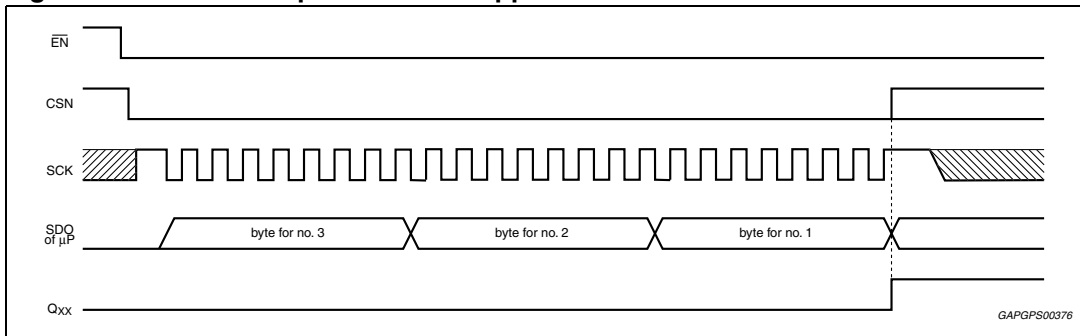 EN
CSN
SCK
SDO
of μP
byte for no. 3
byte for no. 2
byte for no. 1
QXX
GAPGPS00376